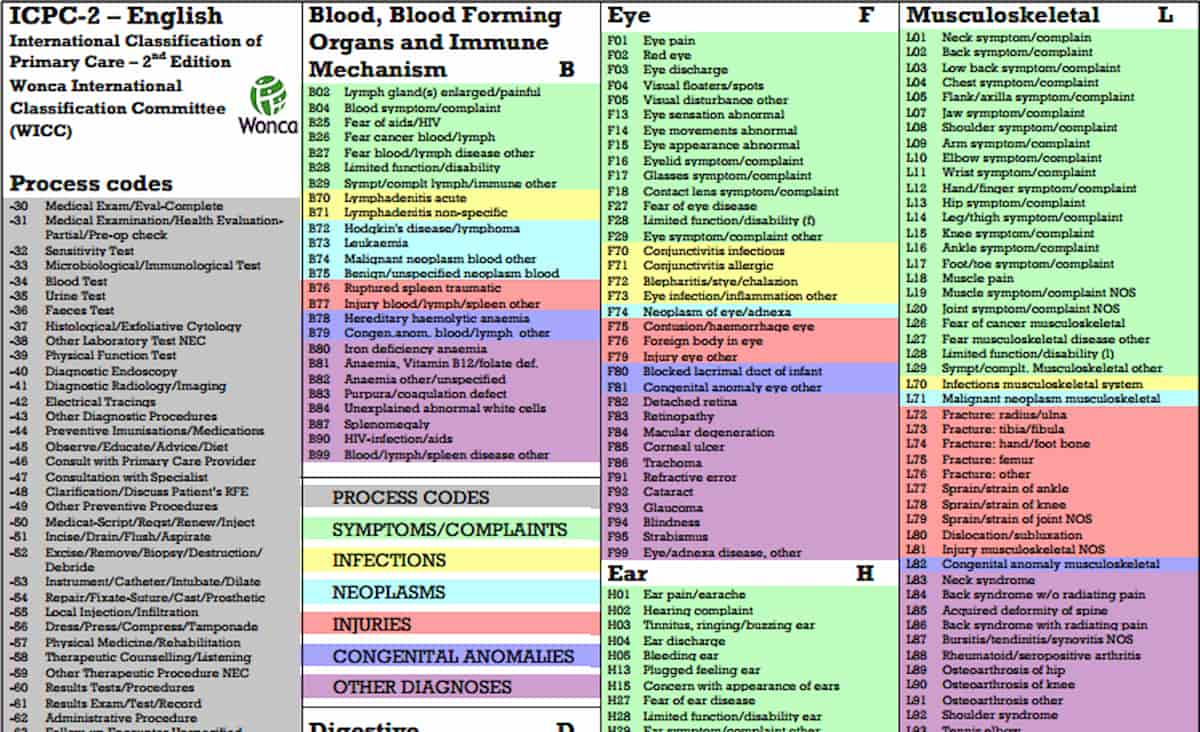 ICPC-2 – English
International Classification of
Primary Care – 2nd Edition
Wonca International
Classification Committee
(WICC)
Wonca
Process codes
-30 Medical Exam/Eval-Complete
-31 Medical Examination/Health Evaluation-
Partial/Pre-op check
-32 Sensitivity Test
-33 Microbiological/Immunological Test
-34 Blood Test
-35 Urine Test
-36 Faeces Test
-37 Histological/Exfoliative Cytology
-38 Other Laboratory Test NEC
-39 Physical Function Test
-40 Diagnostic Endoscopy
-41 Diagnostic Radiology/Imaging
-42 Electrical Tracings
-43 Other Diagnostic Procedures
-44 Preventive Imunisations/Medications
-45 Observe/Educate/Advice/Diet
-46 Consult with Primary Care Provider
-47 Consultation with Specialist
-48 Clarification/Discuss Patient's RFE
-49 Other Preventive Procedures
-50 Medicat-Script/Reqst/Renew/Inject
-51 Incise/Drain/Flush/Aspirate
-52 Excise/Remove/Biopsy/Destruction/
Debride
-53 Instrument/Catheter/Intubate/Dilate
-54 Repair/Fixate-Suture/Cast/Prosthetic
-55 Local Injection/Infiltration
-56 Dress/Press/Compress/Tamponade
-57 Physical Medicine/Rehabilitation
-58 Therapeutic Counselling/Listening
-59 Other Therapeutic Procedure NEC
-60 Results Tests/Procedures
-61 Results Exam/Test/Record
-62 Administrative Procedure
Blood, Blood Forming
Organs and Immune
Mechanism B
B02 Lymph gland(s) enlarged/painful
B04 Blood symptom/complaint
B25 Fear of aids/HIV
B26 Fear cancer blood/lymph
B27 Fear blood/lymph disease other
B28 Limited function/disability
B29 Sympt/complt lymph/immune other
B70 Lymphadenitis acute
B71 Lymphadenitis non-specific
B72 Hodgkin's disease/lymphoma
B73 Leukaemia
B74 Malignant neoplasm blood other
B75 Benign/unspecified neoplasm blood
B76 Ruptured spleen traumatic
B77 Injury blood/lymph/spleen other
B78 Hereditary haemolytic anaemia
B79 Congen.anom. blood/lymph other
B80 Iron deficiency anaemia
B81 Anaemia, Vitamin B12/folate def.
B82 Anaemia other/unspecified
B83 Purpura/coagulation defect
B84 Unexplained abnormal white cells
B87 Splenomegaly
B90 HIV-infection/aids
B99 Blood/lymph/spleen disease other
PROCESS CODES
SYMPTOMS/COMPLAINTS
INFECTIONS
NEOPLASMS
INJURIES
CONGENITAL ANOMALIES
OTHER DIAGNOSES
Digestive D
Eye F
F01 Eye pain
F02 Red eye
F03 Eye discharge
F04 Visual floaters/spots
F05 Visual disturbance other
F13 Eye sensation abnormal
F14 Eye movements abnormal
F15 Eye appearance abnormal
F16 Eyelid symptom/complaint
F17 Glasses symptom/complaint
F18 Contact lens symptom/complaint
F27 Fear of eye disease
F28 Limited function/disability (f)
F29 Eye symptom/complaint other
F70 Conjunctivitis infectious
F71 Conjunctivitis allergic
F72 Blepharitis/stye/chalazion
F73 Eye infection/inflammation other
F74 Neoplasm of eye/adnexa
F75 Contusion/haemorrhage eye
F76 Foreign body in eye
F79 Injury eye other
F80 Blocked lacrimal duct of infant
F81 Congenital anomaly eye other
F82 Detached retina
F83 Retinopathy
F84 Macular degeneration
F85 Corneal ulcer
F86 Trachoma
F91 Refractive error
F92 Cataract
F93 Glaucoma
F94 Blindness
F95 Strabismus
F99 Eye/adnexa disease, other
Ear H
H01 Ear pain/earache
H02 Hearing complaint
H03 Tinnitus, ringing/buzzing ear
H04 Ear discharge
H05 Bleeding ear
H13 Plugged feeling ear
H15 Concern with appearance of ears
H27 Fear of ear disease
H28 Limited function/disability ear
H29 Ear symptom/complaint other
Musculoskeletal L
L01 Neck symptom/complain
L02 Back symptom/complaint
L03 Low back symptom/complaint
L04 Chest symptom/complaint
L05 Flank/axilla symptom/complaint
L07 Jaw symptom/complaint
L08 Shoulder symptom/complaint
L09 Arm symptom/complaint
L10 Elbow symptom/complaint
L11 Wrist symptom/complaint
L12 Hand/finger symptom/complaint
L13 Hip symptom/complaint
L14 Leg/thigh symptom/complaint
L15 Knee symptom/complaint
L16 Ankle symptom/complaint
L17 Foot/toe symptom/complaint
L18 Muscle pain
L19 Muscle symptom/complaint NOS
L20 Joint symptom/complaint NOS
L26 Fear of cancer musculoskeletal
L27 Fear musculoskeletal disease other
L28 Limited function/disability (l)
L29 Sympt/complt. Musculoskeletal other
L70 Infections musculoskeletal system
L71 Malignant neoplasm musculoskeletal
L72 Fracture: radius/ulna
L73 Fracture: tibia/fibula
L74 Fracture: hand/foot bone
L75 Fracture: femur
L76 Fracture: other
L77 Sprain/strain of ankle
L78 Sprain/strain of knee
L79 Sprain/strain of joint NOS
L80 Dislocation/subluxation
L81 Injury musculoskeletal NOS
L82 Congenital anomaly musculoskeletal
L83 Neck syndrome
L84 Back syndrome w/o radiating pain
L85 Acquired deformity of spine
L86 Back syndrome with radiating pain
L87 Bursitis/tendinitis/synovitis NOS
L88 Rheumatoid/seropositive arthritis
L89 Osteoarthrosis of hip
L90 Osteoarthrosis of knee
L91 Osteoarthrosis other
L92 Shoulder syndrome
L93 Tennis elbow